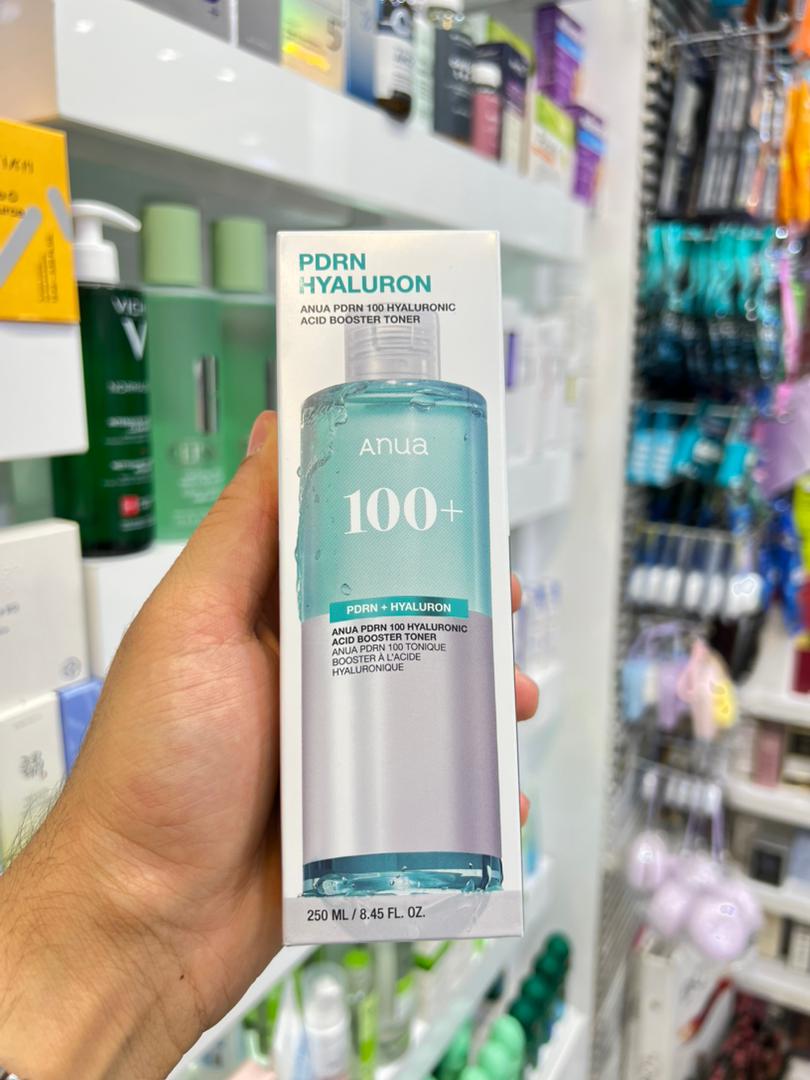 PDRN
HYALURON
ANUA PDRN 100 HYALURONIC
ACID BOOSTER TONER
Anua
100+
PDRN + HYALURON
ANUA PDRN 100 HYALURONIC
ACID BOOSTER TONER
ANUA PDRN 100 TONIQUE
BOOSTER À L'ACIDE
HYALURONIQUE
250 ML / 8.45 FL. OZ.